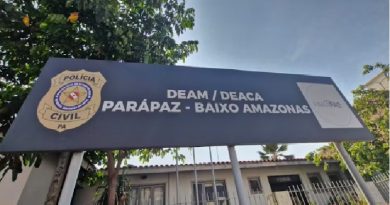 POLÍCIA
CIVIL
PA
DEAM / DEACA
PARÁPAZ - BAIXO AMAZONAS